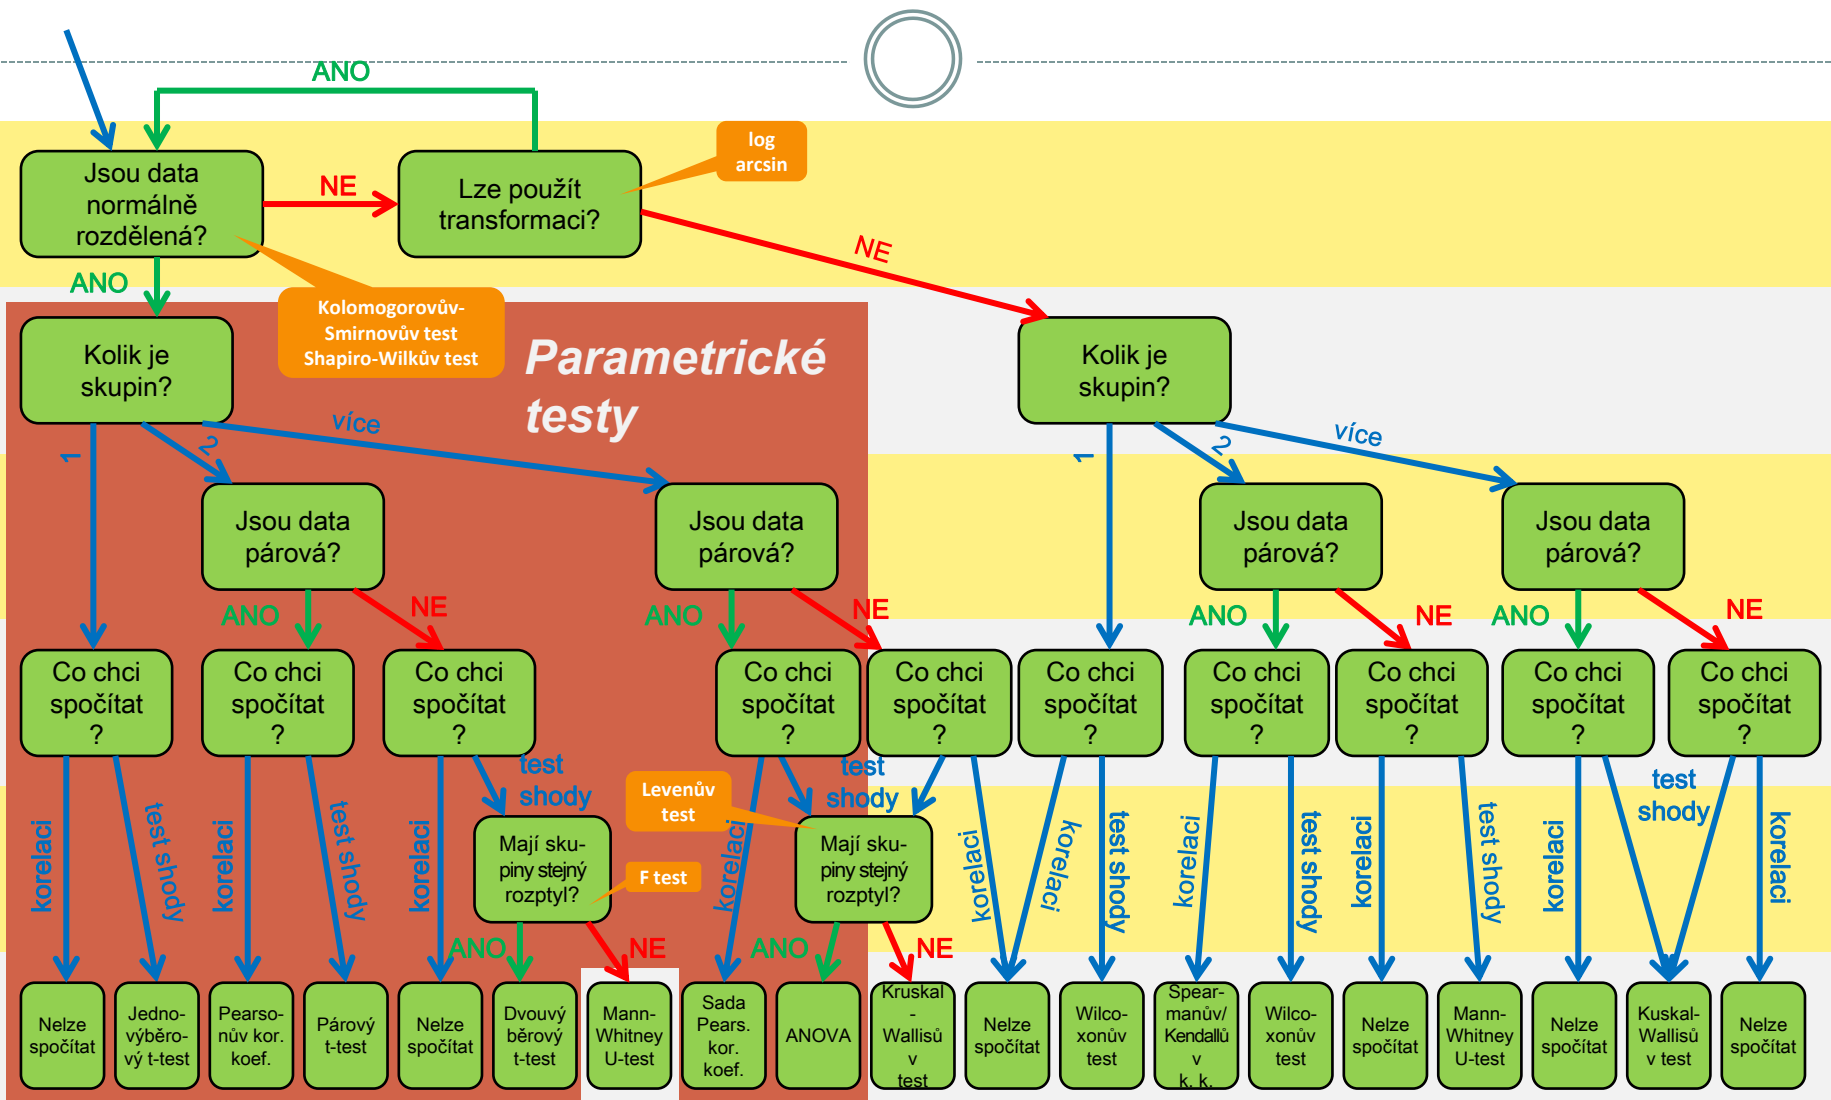 ANO
log
arcsin
Jsou data
normálně
rozdělená?
NE
Lze použít
transformaci?
NE
ANO
Kolomogorovův-
Smirnovův test
Shapiro-Wilkův test
Parametrické
testy
Kolik je
skupin?
Kolik je
skupin?
1
2
více
1
2
více
Jsou data
párová?
Jsou data
párová?
Jsou data
párová?
Jsou data
párová?
ANO
NE
ANO
NE
ANO
NE
ANO
NE
Co chci
spočítat
?
Co chci
spočítat
?
Co chci
spočítat
?
Co chci
spočítat
?
Co chci
spočítat
?
Co chci
spočítat
?
Co chci
spočítat
?
Co chci
spočítat
?
Co chci
spočítat
?
Co chci
spočítat
?
test
shody
test
shody
test
shody
Levenův
test
korelaci
test shody
korelaci
test shody
korelaci
Mají sku-
piny stejný
rozptyl?
F test
korelaci
Mají sku-
piny stejný
rozptyl?
korelaci
korelaci
test shody
korelaci
test shody
korelaci
test shody
korelaci
korelaci
ANO
NE
ANO
NE
Nelze
spočítat
Jedno-
výběro-
vý t-test
Pearso-
nův kor.
koef.
Párový
t-test
Nelze
spočítat
Dvouvý
běrový
t-test
Mann-
Whitney
U-test
Sada
Pears.
kor.
koef.
ANOVA
Kruskal
-
Wallisů
v
test
Nelze
spočítat
Wilco-
xonův
test
Spear-
manův/
Kendallů
v
k. k.
Wilco-
xonův
test
Nelze
spočítat
Mann-
Whitney
U-test
Nelze
spočítat
Kuskal-
Wallisů
v test
Nelze
spočítat